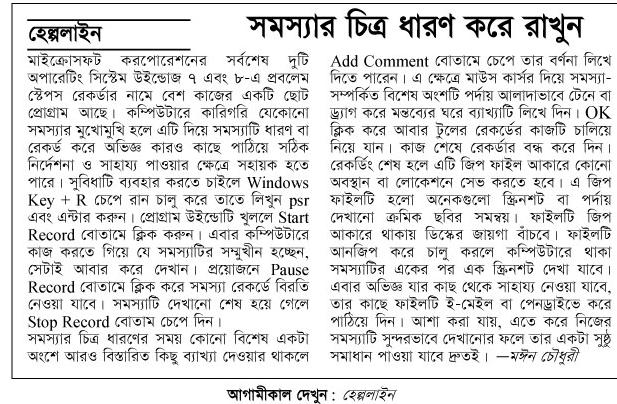 হেল্পলাইন
সমস্যার চিত্র ধারণ করে রাখুন
মাইক্রোসফট করপোরেশনের সর্বশেষ দুটি
অপারেটিং সিস্টেম উইন্ডোজ ৭ এবং ৮-এ প্রবলেম
স্টেপস রেকর্ডার নামে বেশ কাজের একটি ছোট
প্রোগ্রাম আছে। কম্পিউটারে কারিগরি যেকোনো
সমস্যার মুখোমুখি হলে এটি দিয়ে সমস্যাটি ধারণ বা
রেকর্ড করে অভিজ্ঞ কারও কাছে পাঠিয়ে সঠিক
নির্দেশনা ও সাহায্য পাওয়ার ক্ষেত্রে সহায়ক হতে
পারে। সুবিধাটি ব্যবহার করতে চাইলে Windows
Key + R চেপে রান চালু করে তাতে লিখুন psr
এবং এন্টার করুন। প্রোগ্রাম উইন্ডোটি খুললে Start
Record বোতামে ক্লিক করুন। এবার কম্পিউটারে
কাজ করতে গিয়ে যে সমস্যাটির সম্মুখীন হচ্ছেন,
সেটাই আবার করে দেখান। প্রয়োজনে Pause
Record বোতামে ক্লিক করে সমস্যা রেকর্ডে বিরতি
নেওয়া যাবে। সমস্যাটি দেখানো শেষ হয়ে গেলে
Stop Record বোতাম চেপে দিন।
সমস্যার চিত্র ধারণের সময় কোনো বিশেষ একটা
অংশে আরও বিস্তারিত কিছু ব্যাখ্যা দেওয়ার থাকলে
Add Comment বোতামে চেপে তার বর্ণনা লিখে
দিতে পারেন। এ ক্ষেত্রে মাউস কার্সর দিয়ে সমস্যা-
সম্পর্কিত বিশেষ অংশটি পর্দায় আলাদাভাবে টেনে বা
ড্র্যাগ করে মন্তব্যের ঘরে ব্যাখ্যাটি লিখে দিন। OK
ক্লিক করে আবার টুলের রেকর্ডের কাজটি চালিয়ে
নিয়ে যান। কাজ শেষে রেকর্ডার বন্ধ করে দিন।
রেকর্ডিং শেষ হলে এটি জিপ ফাইল আকারে কোনো
অবস্থান বা লোকেশনে সেভ করতে হবে। এ জিপ
ফাইলটি হলো অনেকগুলো স্ক্রিনশট বা পর্দায়
দেখানো ক্রমিক ছবির সমন্বয়। ফাইলটি জিপ
আকারে থাকায় ডিস্কের জায়গা বাঁচবে। ফাইলটি
আনজিপ করে চালু করলে কম্পিউটারে থাকা
সমস্যাটির একের পর এক স্ক্রিনশট দেখা যাবে।
এবার অভিজ্ঞ যার কাছ থেকে সাহায্য নেওয়া যাবে,
তার কাছে ফাইলটি ই-মেইল বা পেনড্রাইভে করে
পাঠিয়ে দিন। আশা করা যায়, এতে করে নিজের
সমস্যাটি সুন্দরভাবে দেখানোর ফলে তার একটা সুষ্ঠু
সমাধান পাওয়া যাবে দ্রুতই। —মঈন চৌধুরী
আগামীকাল দেখুন : হেল্পলাইন